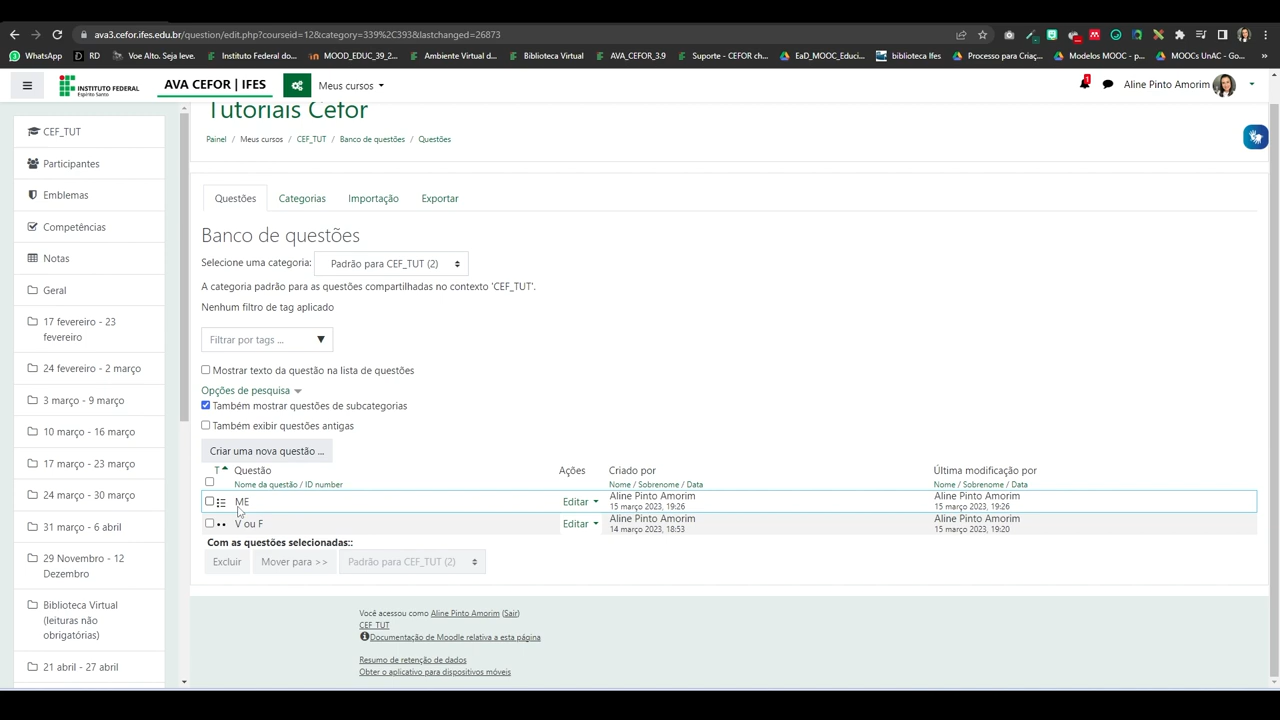 ava3.cefor.ifes.edu.br/question/edit.php?courseid=12&category=339%2C393&lastchanged=26873
WhatsApp RD Voe Alto. Seja leve. Instituto Federal do... MOOD_EDUC_39_2... Ambiente Virtual d... Biblioteca Virtual AVA_CEFOR_3.9 Suporte - CEFOR ch... EaD_MOOC_Educi... biblioteca Ifes Processo para Criaç... Modelos MOOC - p... MOOCs UnAC - Go...
INSTITUTO FEDERAL
Espírito Santo
AVA CEFOR | IFES
Meus cursos
1
Aline Pinto Amorim
CEF_TUT
Participantes
Emblemas
Competências
Notas
Geral
17 fevereiro - 23
fevereiro
24 fevereiro - 2 março
3 março - 9 março
10 março - 16 março
17 março - 23 março
24 março - 30 março
31 março - 6 abril
29 Novembro - 12
Dezembro
Biblioteca Virtual
(leituras não
obrigatórias)
21 abril - 27 abril
Tutoriais Cefor
Painel / Meus cursos / CEF_TUT / Banco de questões / Questões
Questões Categorias Importação Exportar
Banco de questões
Selecione uma categoria: Padrão para CEF_TUT (2)
A categoria padrão para as questões compartilhadas no contexto 'CEF_TUT'.
Nenhum filtro de tag aplicado
Filtrar por tags ... ▼
Mostrar texto da questão na lista de questões
Opções de pesquisa
Também mostrar questões de subcategorias
Também exibir questões antigas
Criar uma nova questão ...
T Questão Ações Criado por Última modificação por
Nome da questão / ID number Nome / Sobrenome / Data Nome / Sobrenome / Data
ME Editar Aline Pinto Amorim Aline Pinto Amorim
15 março 2023, 19:26 15 março 2023, 19:26
V ou F Editar Aline Pinto Amorim Aline Pinto Amorim
14 março 2023, 18:53 15 março 2023, 19:20
Com as questões selecionadas::
Excluir Mover para >> Padrão para CEF_TUT (2)
Você acessou como Aline Pinto Amorim (Sair)
CEF_TUT
Documentação de Moodle relativa a esta página
Resumo de retenção de dados
Obter o aplicativo para dispositivos móveis